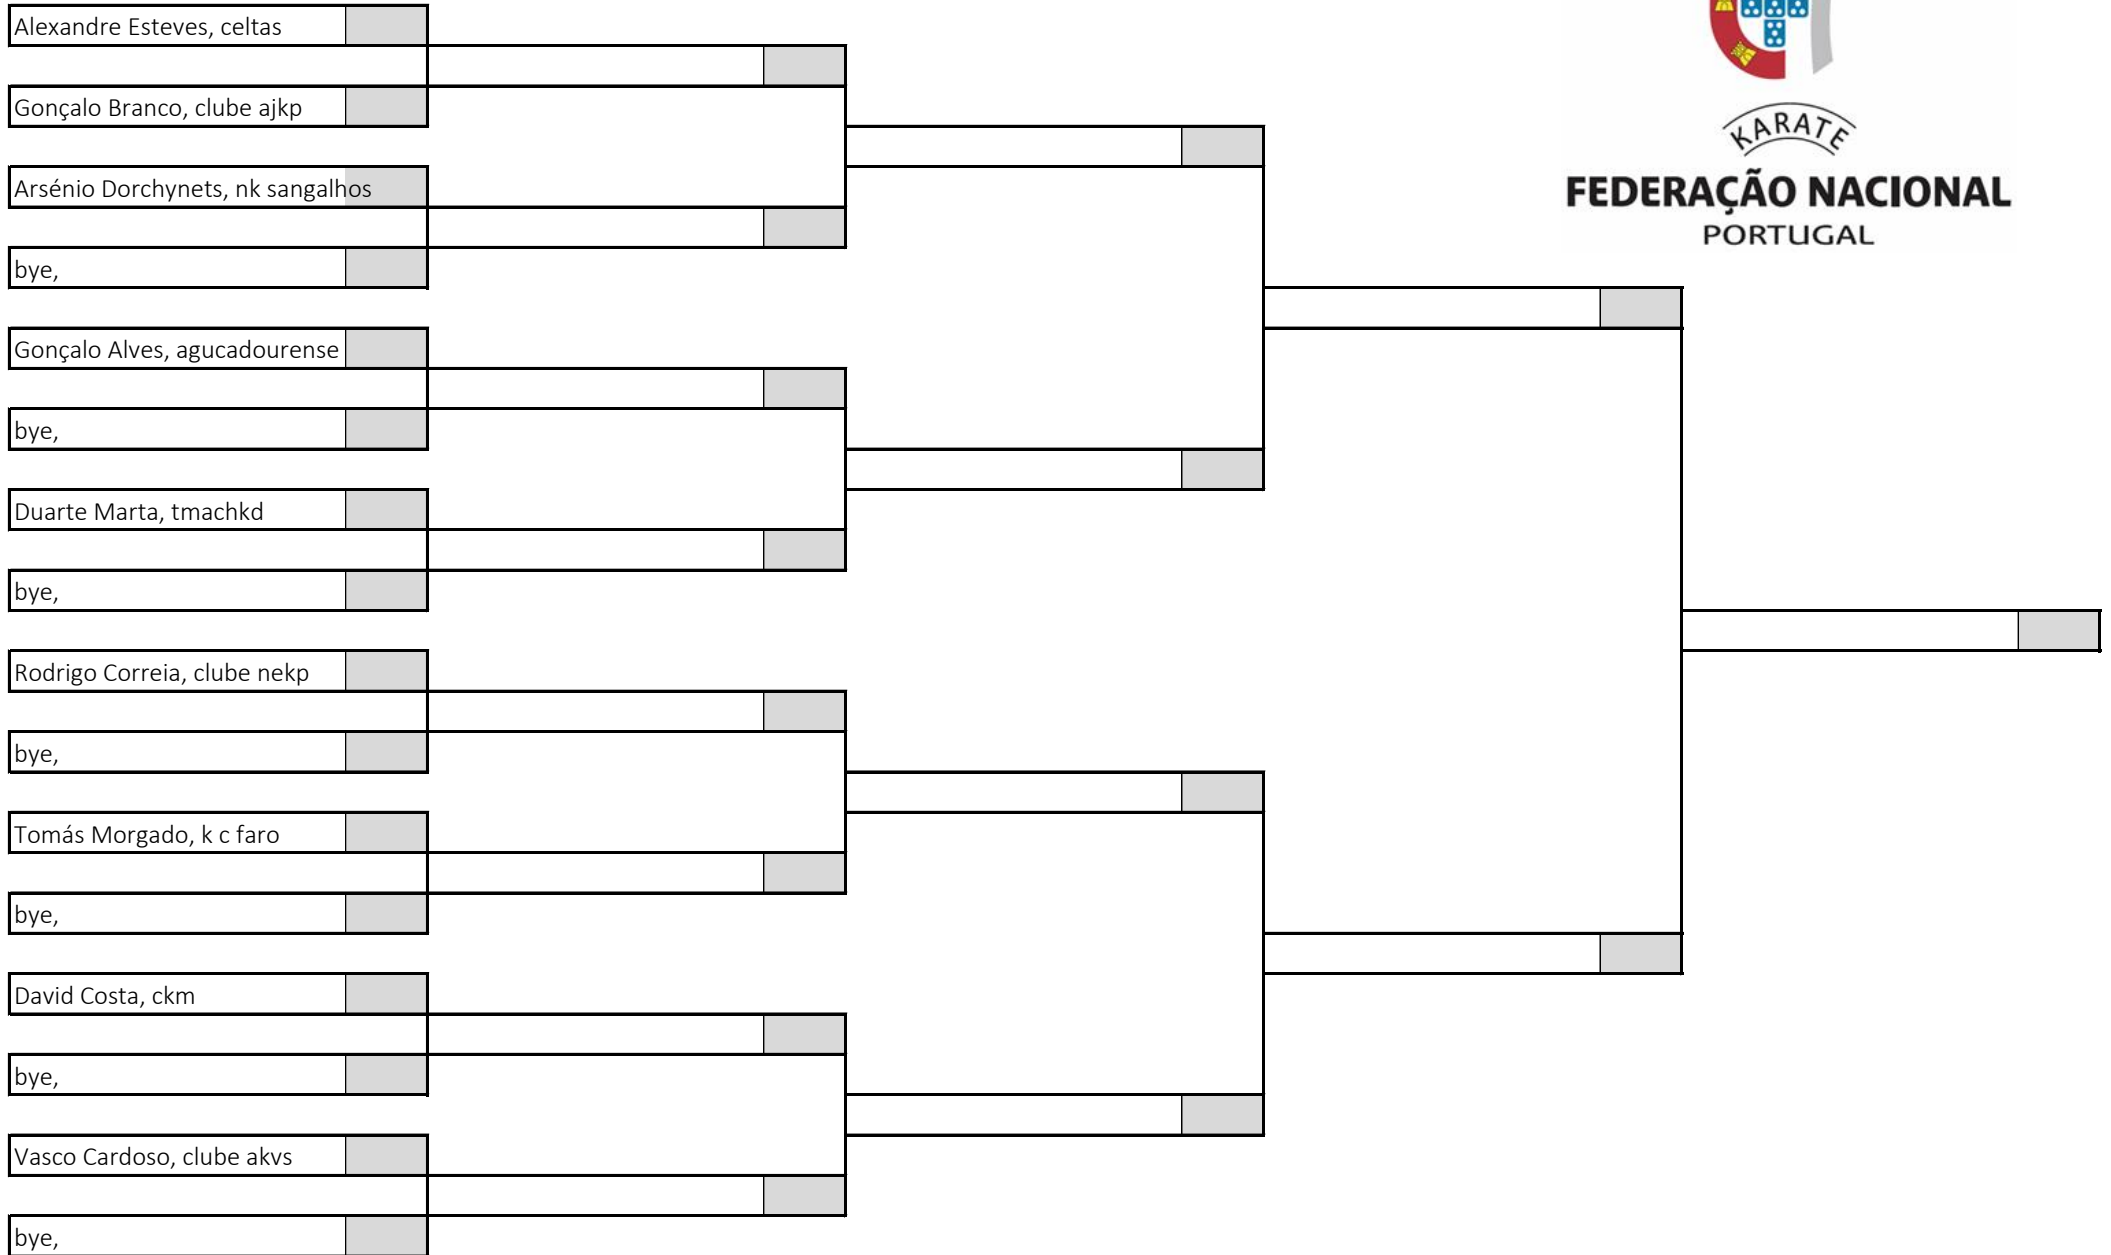 Alexandre Esteves, celtas
Gonçalo Branco, clube ajkp
Arsénio Dorchynets, nk sangalhos
bye,
Gonçalo Alves, agucadourense
bye,
Duarte Marta, tmachkd
bye,
Rodrigo Correia, clube nekp
bye,
Tomás Morgado, k c faro
bye,
David Costa, ckm
bye,
Vasco Cardoso, clube akvs
bye,
KARATE
FEDERAÇÃO NACIONAL
PORTUGAL